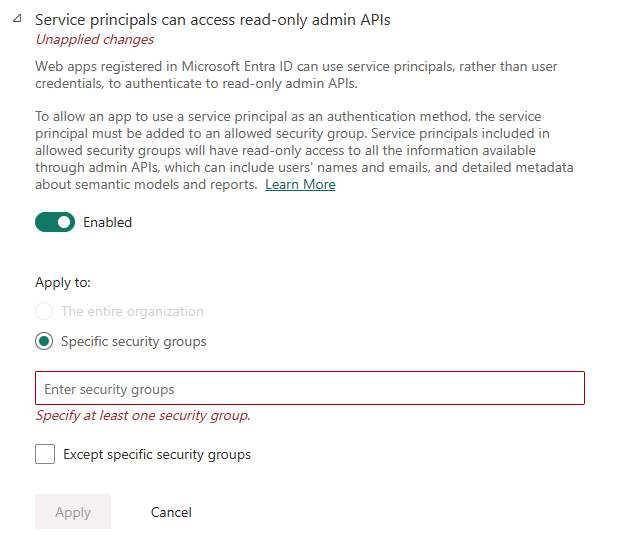 Service principals can access read-only admin APIs
Unapplied changes
Web apps registered in Microsoft Entra ID can use service principals, rather than user
credentials, to authenticate to read-only admin APIs.
To allow an app to use a service principal as an authentication method, the service
principal must be added to an allowed security group. Service principals included in
allowed security groups will have read-only access to all the information available
through admin APIs, which can include users' names and emails, and detailed metadata
about semantic models and reports. Learn More
Enabled
Apply to:
The entire organization
Specific security groups
Enter security groups
Specify at least one security group.
Except specific security groups
Apply Cancel